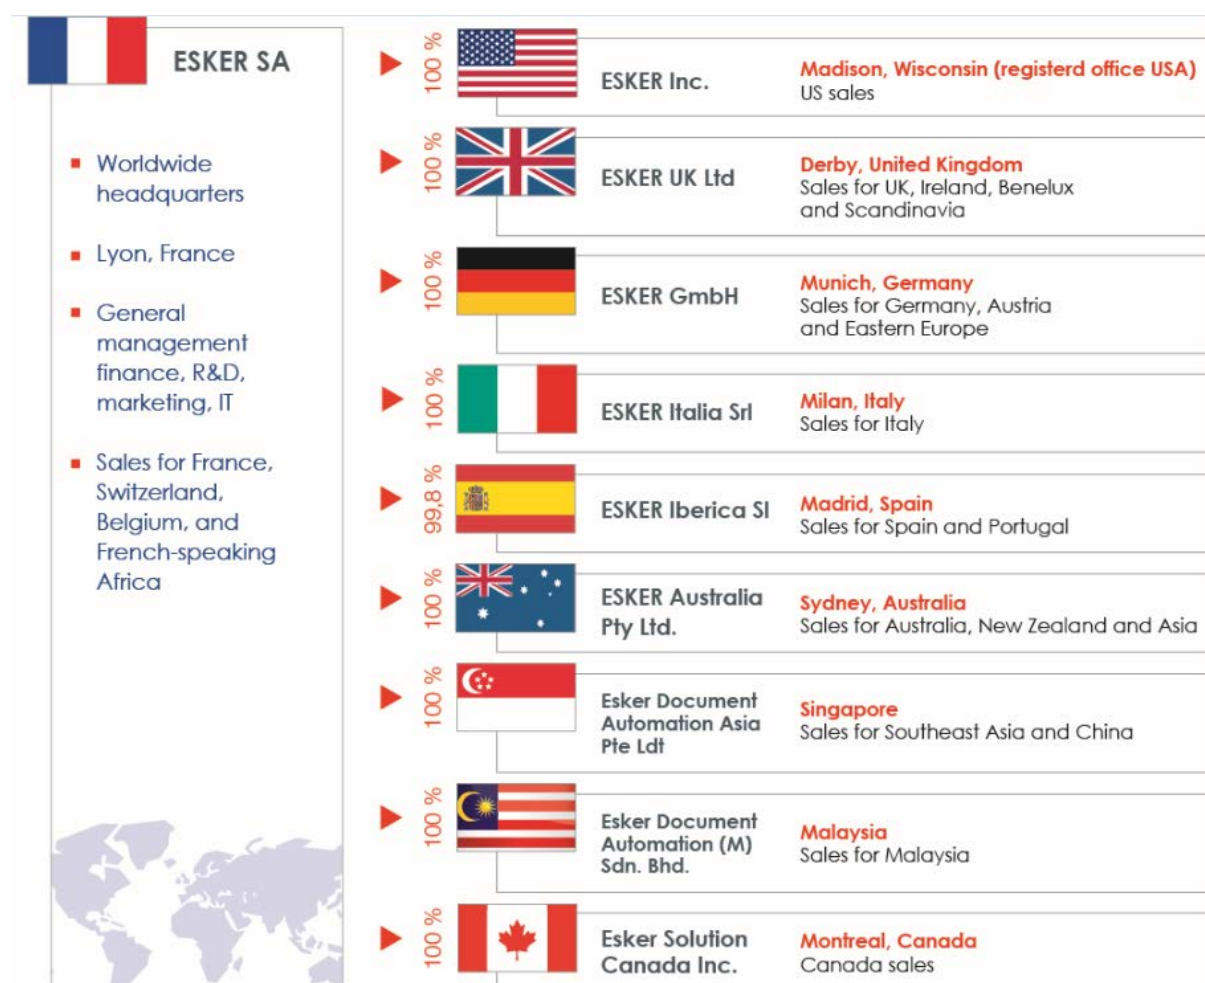 ESKER SA
Worldwide
headquarters
Lyon, France
General
management
finance, R&D,
marketing, IT
Sales for France,
Switzerland,
Belgium, and
French-speaking
Africa
100 %
ESKER Inc.
Madison, Wisconsin (registerd office USA)
US sales
100 %
ESKER UK Ltd
Derby, United Kingdom
Sales for UK, Ireland, Benelux
and Scandinavia
100 %
ESKER GmbH
Munich, Germany
Sales for Germany, Austria
and Eastern Europe
100 %
ESKER Italia Srl
Milan, Italy
Sales for Italy
99,8 %
ESKER Iberica Sl
Madrid, Spain
Sales for Spain and Portugal
100 %
ESKER Australia
Pty Ltd.
Sydney, Australia
Sales for Australia, New Zealand and Asia
100 %
Esker Document
Automation Asia
Pte Ldt
Singapore
Sales for Southeast Asia and China
100 %
Esker Document
Automation (M)
Sdn. Bhd.
Malaysia
Sales for Malaysia
100 %
Esker Solution
Canada Inc.
Montreal, Canada
Canada sales